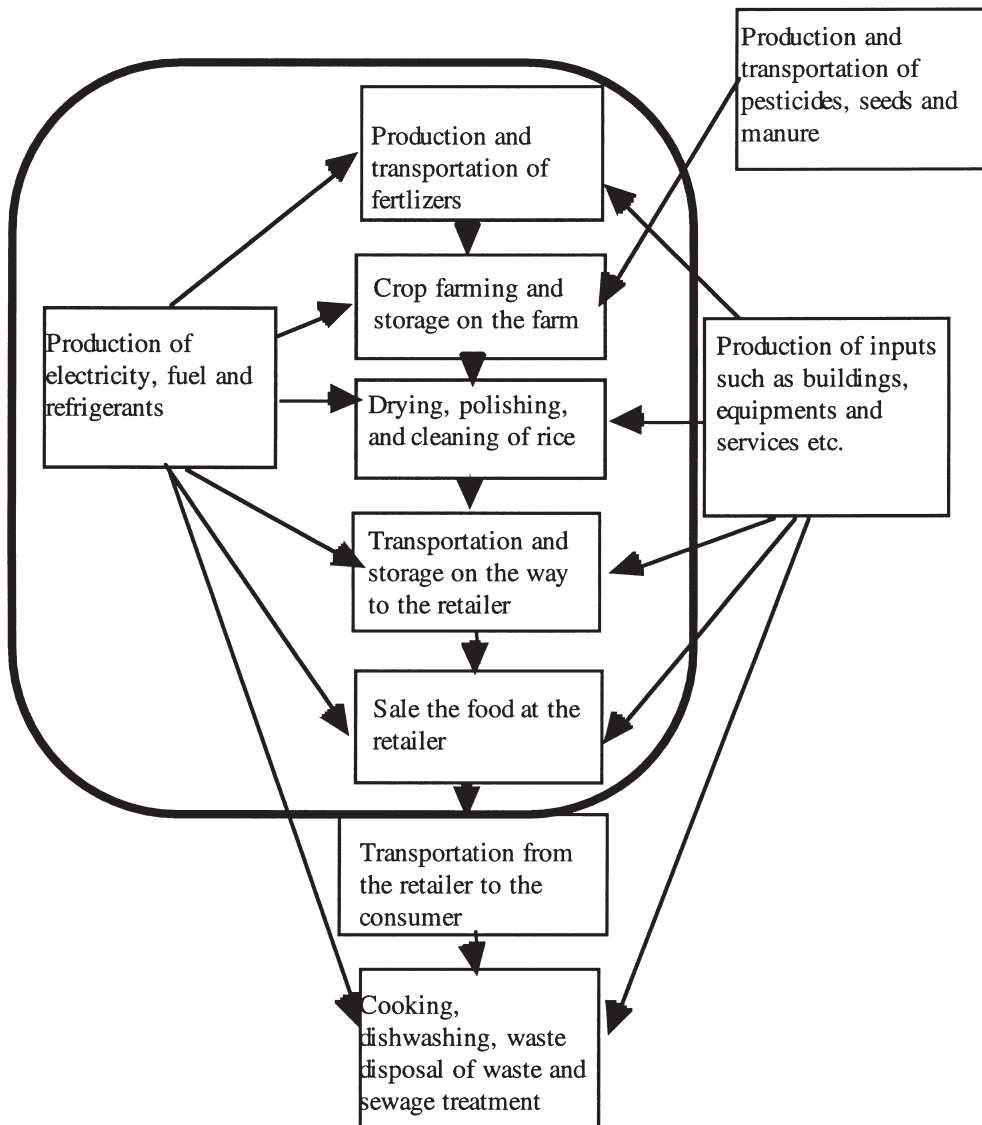 Production and
transportation of
pesticides, seeds and
manure
Production and
transportation of
fertlizers
Crop farming and
storage on the farm
Production of
electricity, fuel and
refrigerants
Production of inputs
such as buildings,
equipments and
services etc.
Drying, polishing,
and cleaning of rice
Transportation and
storage on the way
to the retailer
Sale the food at the
retailer
Transportation from
the retailer to the
consumer
Cooking,
dishwashing, waste
disposal of waste and
sewage treatment